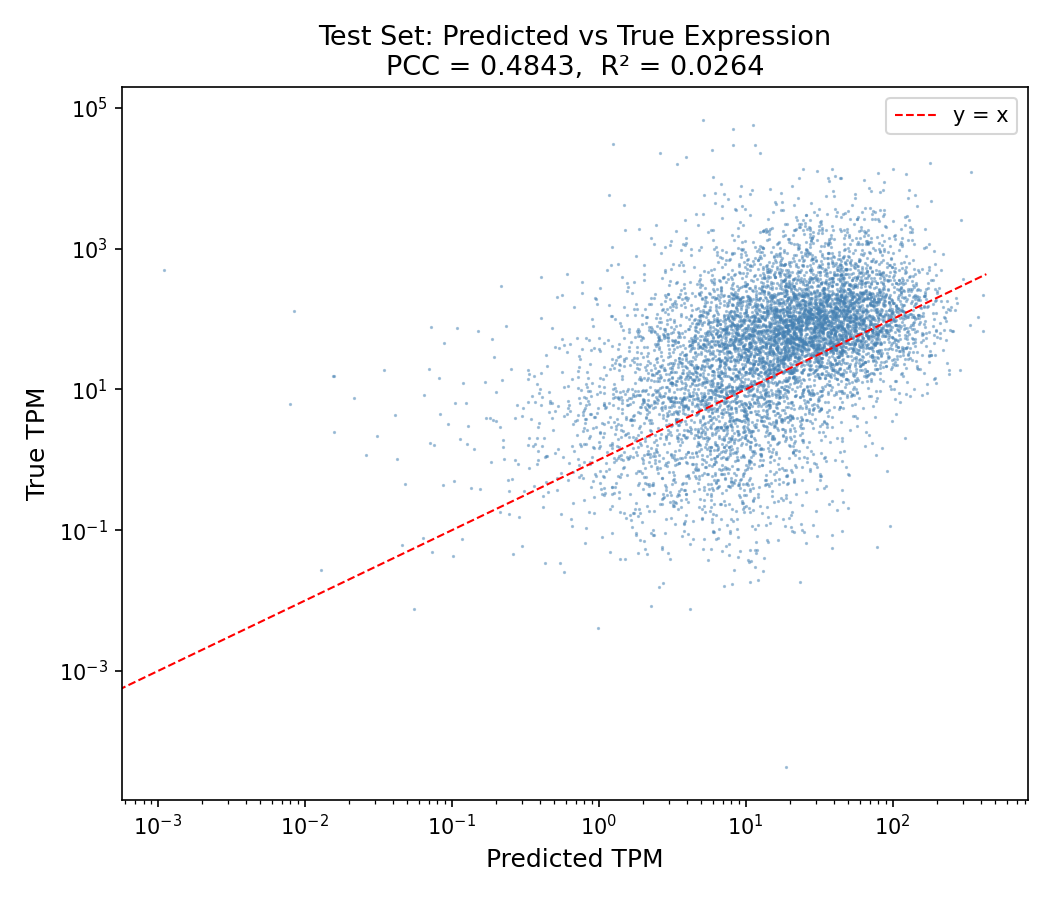 Test Set: Predicted vs True Expression
PCC = 0.4843,  R² = 0.0264
y = x
True TPM
10⁵
10³
10¹
10⁻¹
10⁻³
10⁻³ 10⁻² 10⁻¹ 10⁰ 10¹ 10²
Predicted TPM